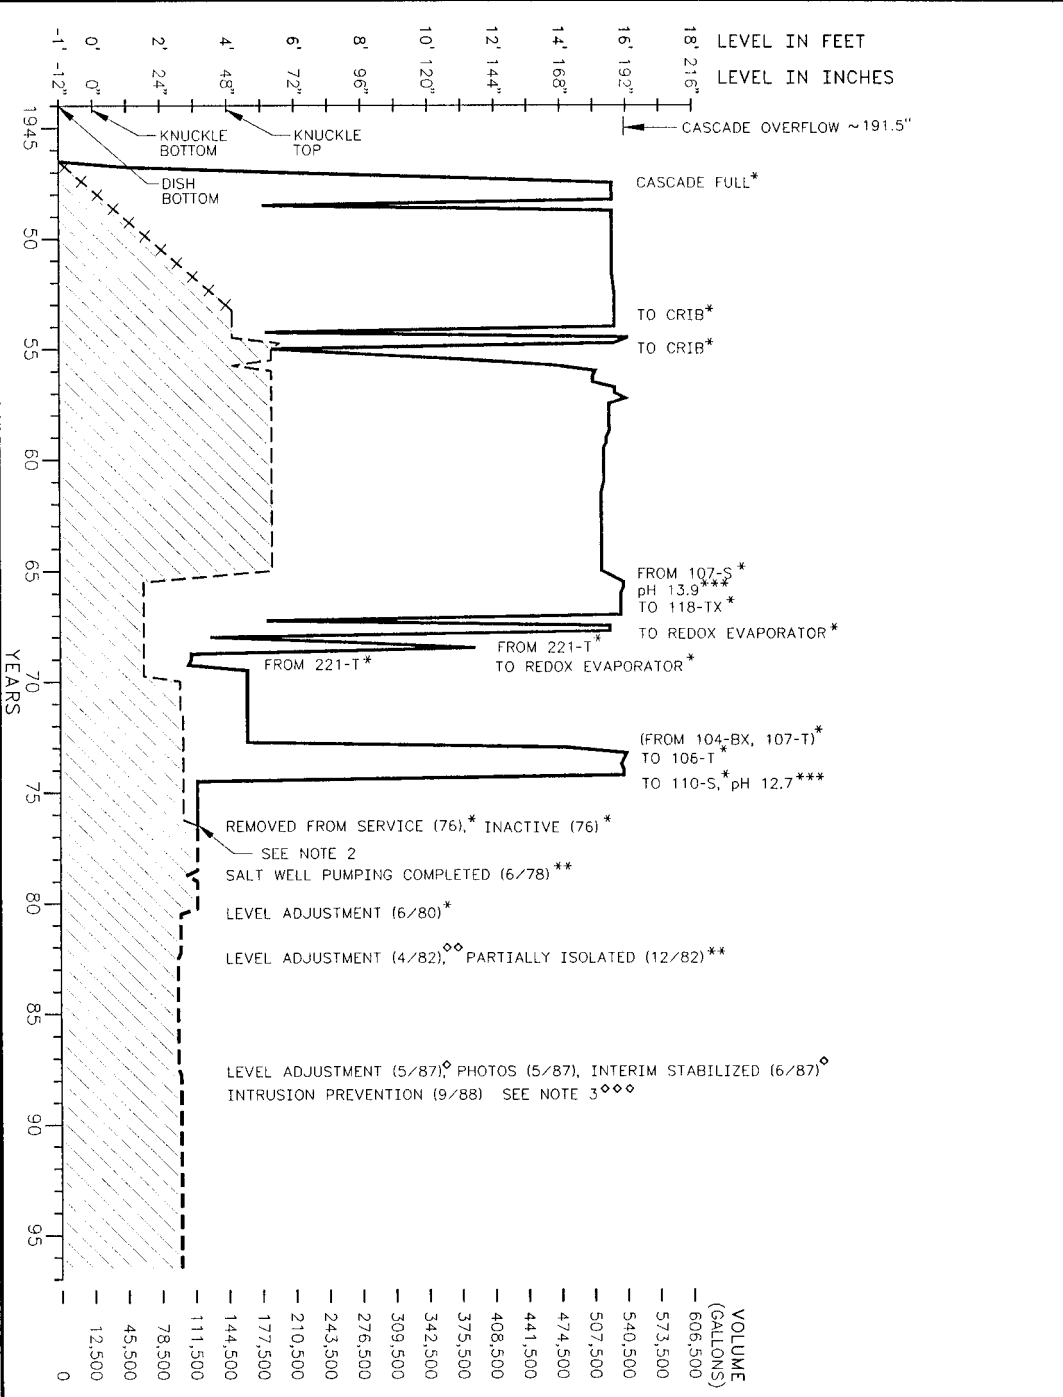 LEVEL IN FEET
-1' 0' 2' 4' 6' 8' 10' 12' 14' 16' 18'
LEVEL IN INCHES
-12" 0" 24" 48" 72" 96" 120" 144" 168" 192" 216"
CASCADE OVERFLOW ~191.5"
KNUCKLE
BOTTOM
KNUCKLE
TOP
DISH
BOTTOM
CASCADE FULL*
TO CRIB*
TO CRIB*
FROM 107-S*
pH 13.9***
TO 118-TX*
TO REDOX EVAPORATOR*
FROM 221-T*
TO REDOX EVAPORATOR*
FROM 221-T*
(FROM 104-BX, 107-T)*
TO 106-T*
TO 110-S,* pH 12.7***
REMOVED FROM SERVICE (76),* INACTIVE (76)*
SEE NOTE 2
SALT WELL PUMPING COMPLETED (6/78)**
LEVEL ADJUSTMENT (6/80)*
LEVEL ADJUSTMENT (4/82),◇◇ PARTIALLY ISOLATED (12/82)**
LEVEL ADJUSTMENT (5/87),◇ PHOTOS (5/87), INTERIM STABILIZED (6/87)◇
INTRUSION PREVENTION (9/88) SEE NOTE 3◇◇◇
1945 50 55 60 65 70 75 80 85 90 95
YEARS
VOLUME
(GALLONS)
606,500
573,500
540,500
507,500
474,500
441,500
408,500
375,500
342,500
309,500
276,500
243,500
210,500
177,500
144,500
111,500
78,500
45,500
12,500
0